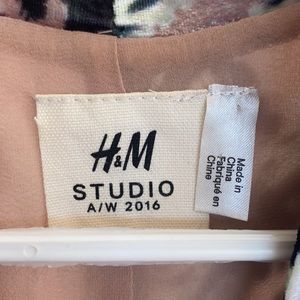 H&M
STUDIO
A/W 2016
Made in
China
Fabriqué en
Chine